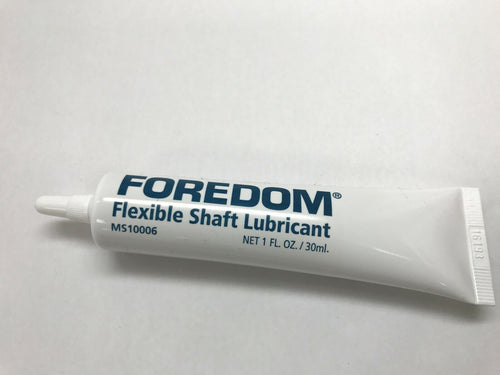 FOREDOM®
Flexible Shaft Lubricant
MS10006
NET 1 FL. OZ. / 30ml.